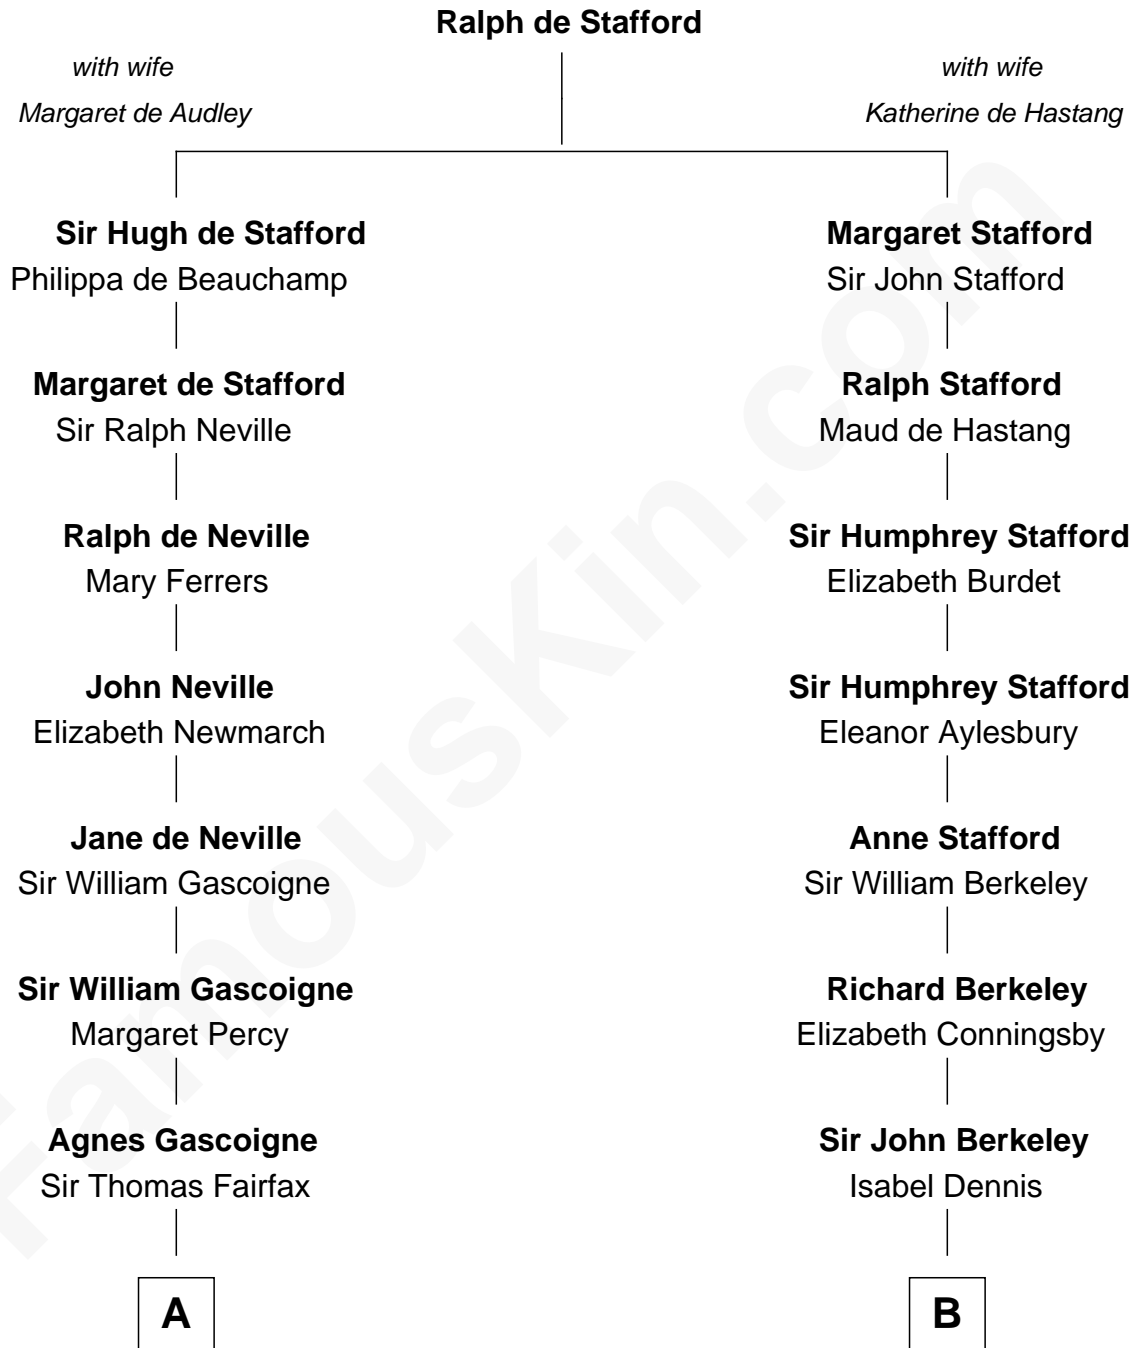 Ralph de Stafford
with wife
Margaret de Audley
with wife
Katherine de Hastang
Sir Hugh de Stafford
Philippa de Beauchamp
Margaret Stafford
Sir John Stafford
Margaret de Stafford
Sir Ralph Neville
Ralph Stafford
Maud de Hastang
Ralph de Neville
Mary Ferrers
Sir Humphrey Stafford
Elizabeth Burdet
John Neville
Elizabeth Newmarch
Sir Humphrey Stafford
Eleanor Aylesbury
Jane de Neville
Sir William Gascoigne
Anne Stafford
Sir William Berkeley
Sir William Gascoigne
Margaret Percy
Richard Berkeley
Elizabeth Conningsby
Agnes Gascoigne
Sir Thomas Fairfax
Sir John Berkeley
Isabel Dennis
A
B
FamousKin.com